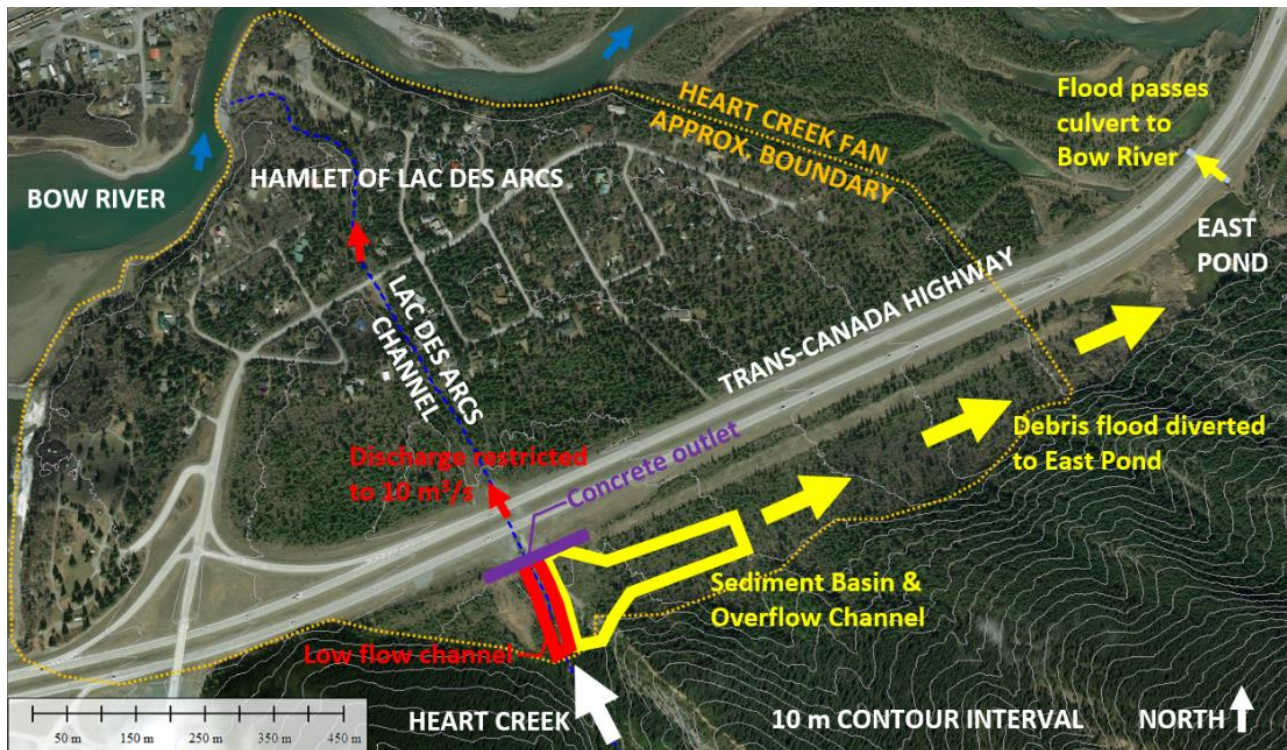 HEART CREEK FAN
APPROX. BOUNDARY
Flood passes
culvert to
Bow River
BOW RIVER
HAMLET OF LAC DES ARCS
EAST
POND
LAC DES ARCS
CHANNEL
TRANS-CANADA HIGHWAY
Discharge restricted
to 10 m³/s
Concrete outlet
Debris flood diverted
to East Pond
Sediment Basin &
Overflow Channel
Low flow channel
HEART CREEK
10 m CONTOUR INTERVAL
NORTH
50 m 150 m 250 m 350 m 450 m